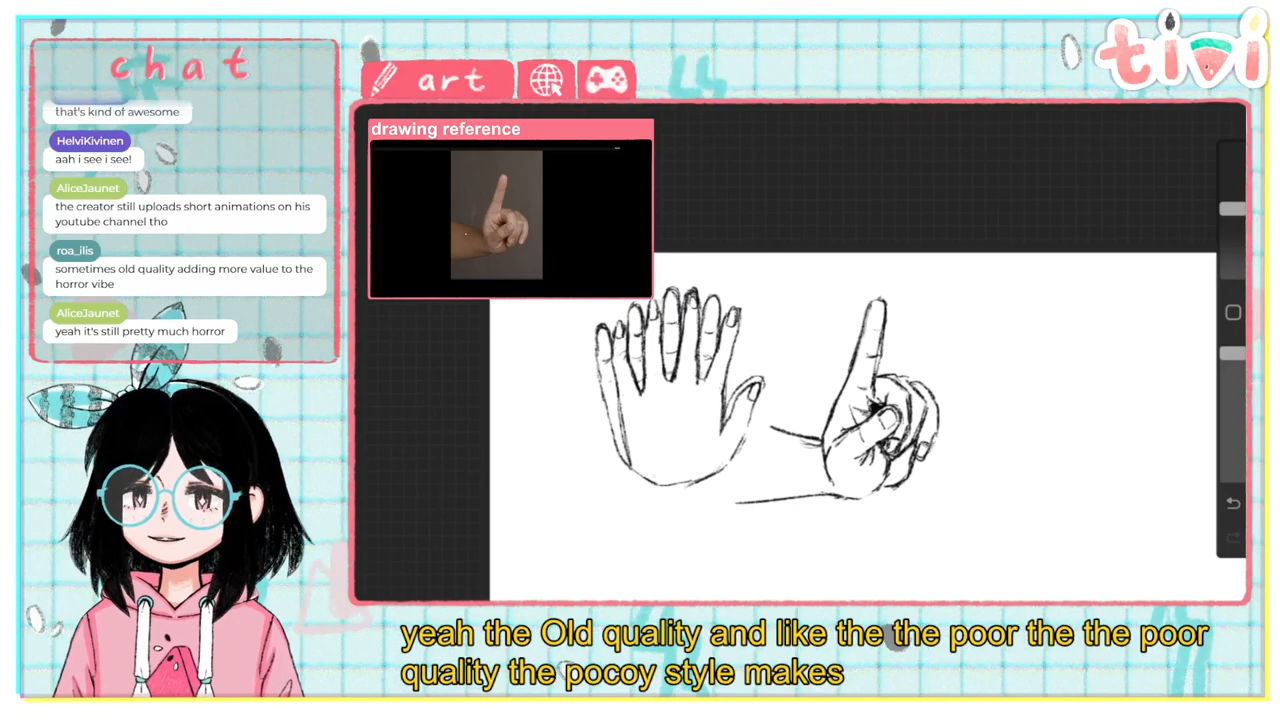 chat
that's kind of awesome
HelviKivinen
aah i see i see!
AliceJaunet
the creator still uploads short animations on his
youtube channel tho
roa_ilis
sometimes old quality adding more value to the
horror vibe
AliceJaunet
yeah it's still pretty much horror
art
tivi
drawing reference
yeah the Old quality and like the the poor the the poor
quality the pocoy style makes